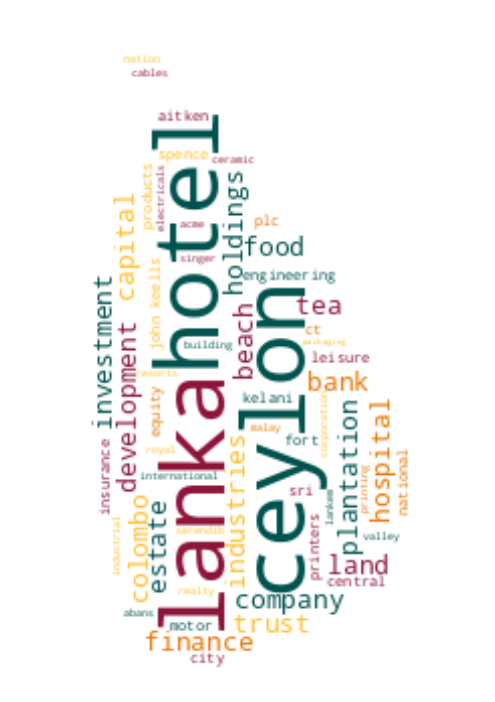 nation
cables
aitken
hotel
spence
ceramic
electricals
products
holdings
capital
acme
plc
food
singer
engineering
john keells
investment
ceylon
tea
beach
development
ct
building
packaging
leisure
resorts
bank
lanka
equity
kelani
corporation
hospital
plantation
malay
fort
industries
royal
insurance
national
international
printing
sri
colombo
estate
lankem
industrial
serendib
printers
valley
land
central
realty
company
abans
motor
trust
finance
city